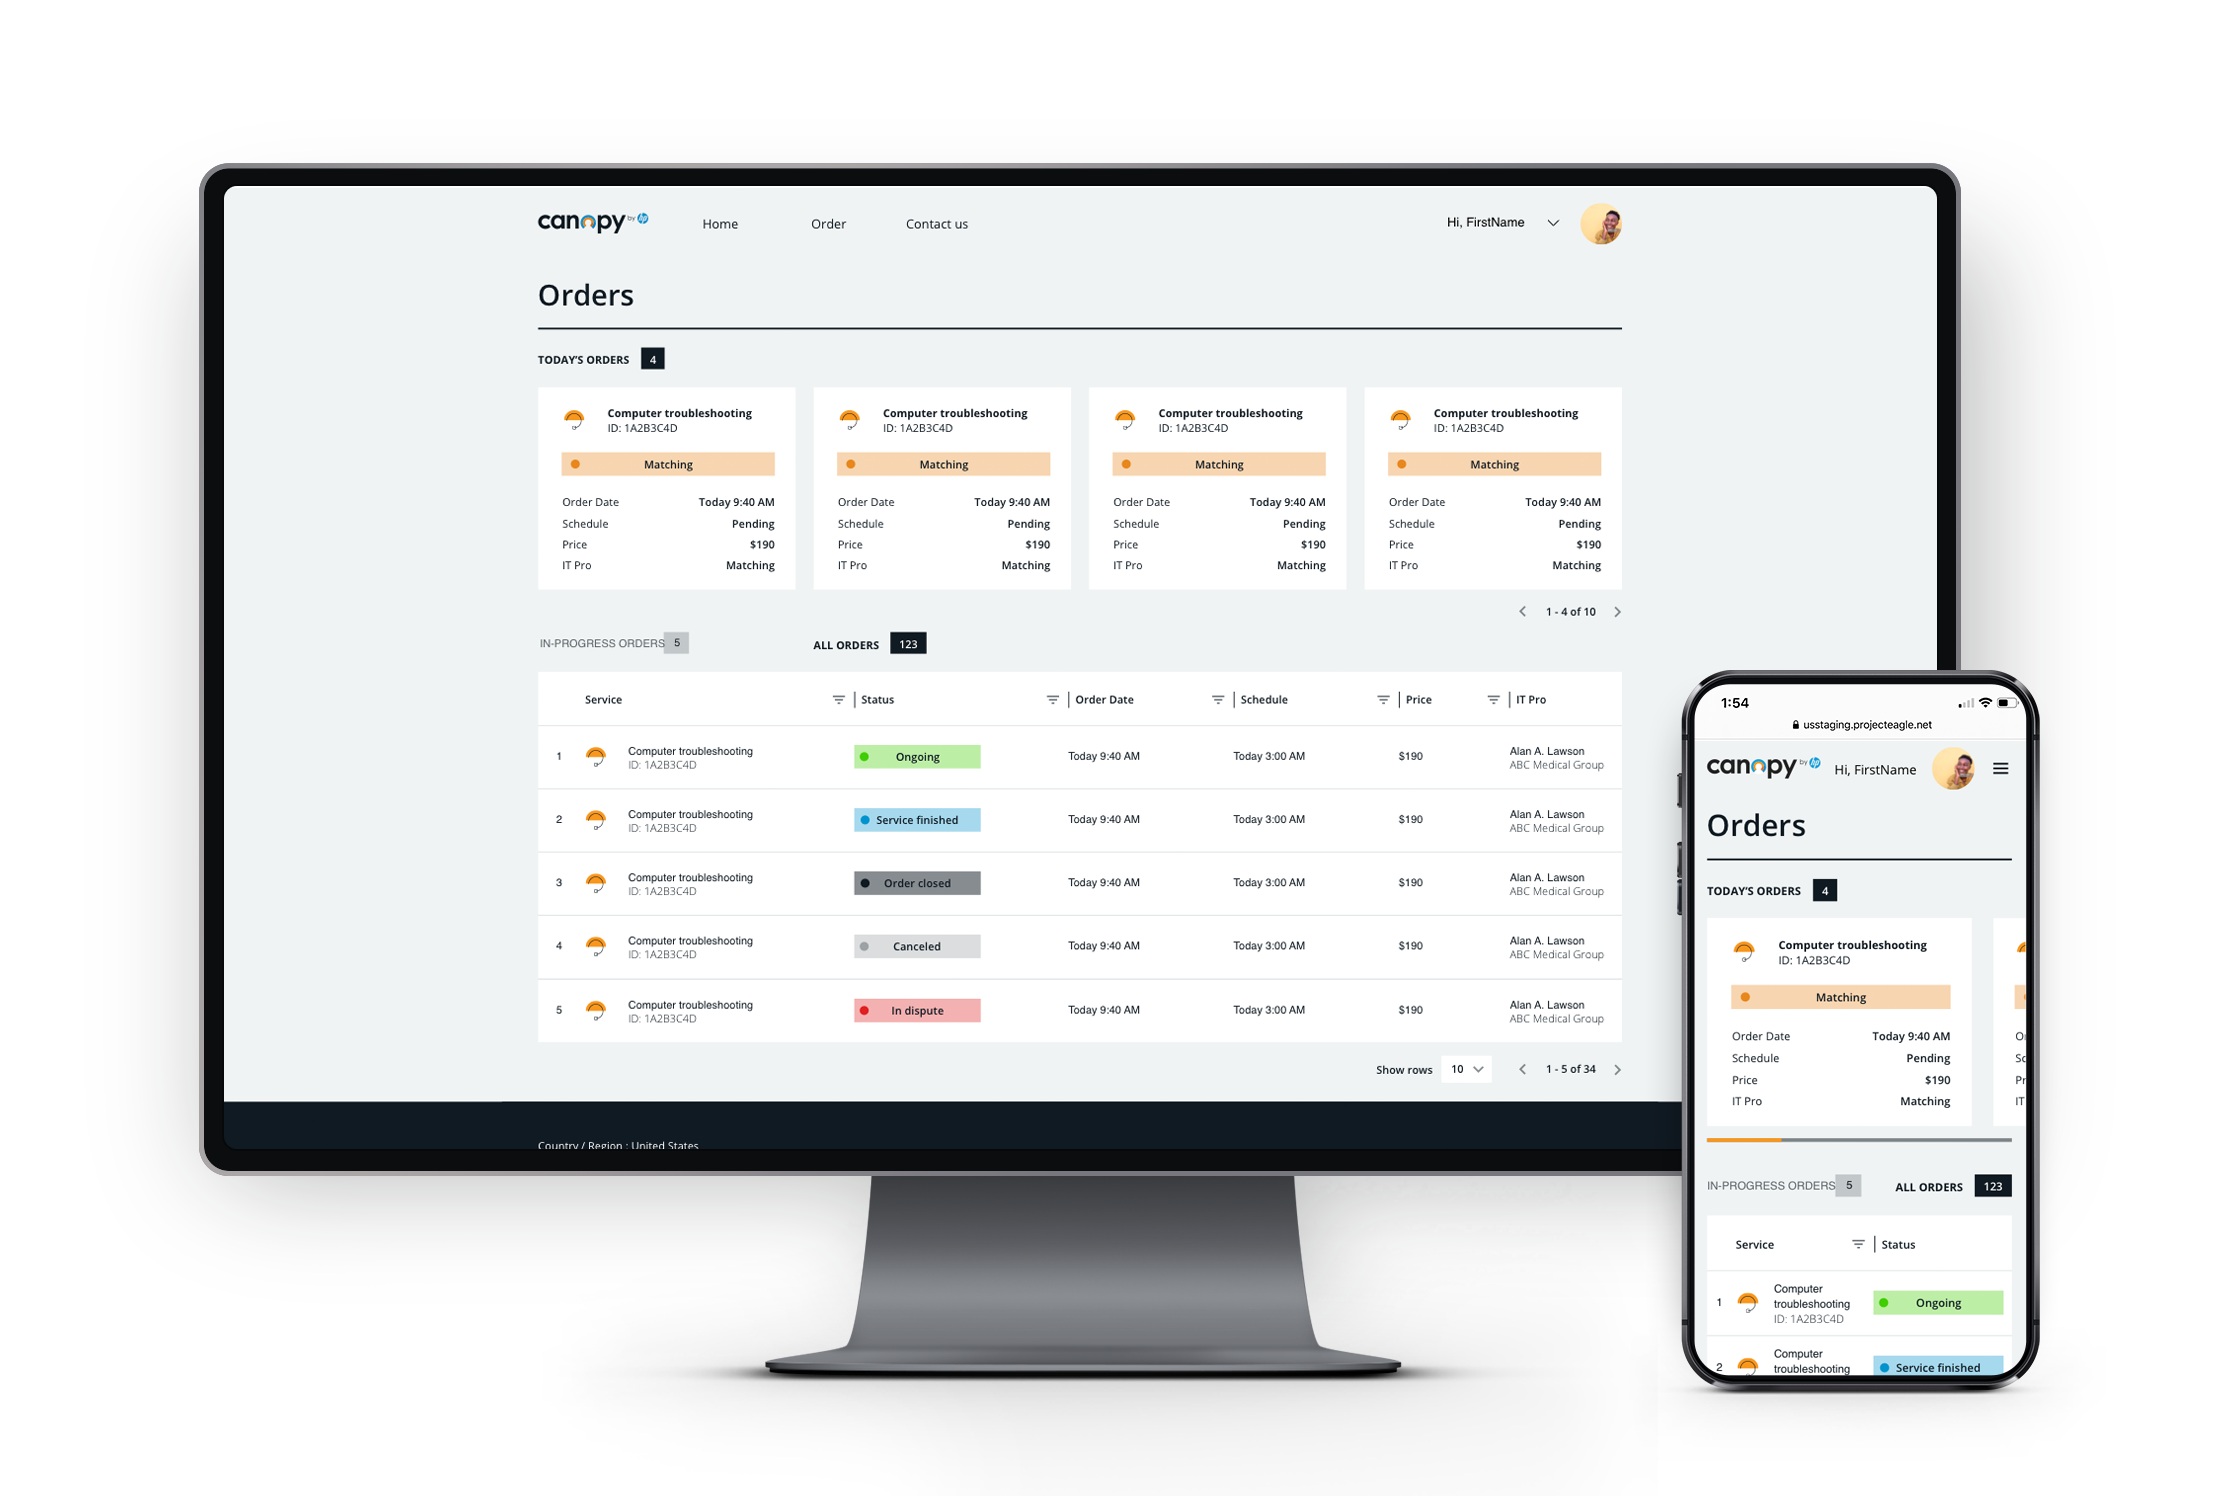 canopy by hp Home Order Contact us Hi, FirstName
Orders
TODAY'S ORDERS 4
Computer troubleshooting
ID: 1A2B3C4D
Matching
Order Date Today 9:40 AM
Schedule Pending
Price $190
IT Pro Matching
Computer troubleshooting
ID: 1A2B3C4D
Matching
Order Date Today 9:40 AM
Schedule Pending
Price $190
IT Pro Matching
Computer troubleshooting
ID: 1A2B3C4D
Matching
Order Date Today 9:40 AM
Schedule Pending
Price $190
IT Pro Matching
Computer troubleshooting
ID: 1A2B3C4D
Matching
Order Date Today 9:40 AM
Schedule Pending
Price $190
IT Pro Matching
1 - 4 of 10
IN-PROGRESS ORDERS 5 ALL ORDERS 123
Service Status Order Date Schedule Price IT Pro
1 Computer troubleshooting Ongoing Today 9:40 AM Today 3:00 AM $190 Alan A. Lawson
ID: 1A2B3C4D ABC Medical Group
2 Computer troubleshooting Service finished Today 9:40 AM Today 3:00 AM $190 Alan A. Lawson
ID: 1A2B3C4D ABC Medical Group
3 Computer troubleshooting Order closed Today 9:40 AM Today 3:00 AM $190 Alan A. Lawson
ID: 1A2B3C4D ABC Medical Group
4 Computer troubleshooting Canceled Today 9:40 AM Today 3:00 AM $190 Alan A. Lawson
ID: 1A2B3C4D ABC Medical Group
5 Computer troubleshooting In dispute Today 9:40 AM Today 3:00 AM $190 Alan A. Lawson
ID: 1A2B3C4D ABC Medical Group
Show rows 10 1 - 5 of 34
Country / Region : United States
1:54
usstaging.projecteagle.net
canopy by hp Hi, FirstName
Orders
TODAY'S ORDERS 4
Computer troubleshooting
ID: 1A2B3C4D
Matching
Order Date Today 9:40 AM
Schedule Pending
Price $190
IT Pro Matching
IN-PROGRESS ORDERS 5 ALL ORDERS 123
Service Status
1 Computer
troubleshooting Ongoing
ID: 1A2B3C4D
2 Computer
troubleshooting Service finished